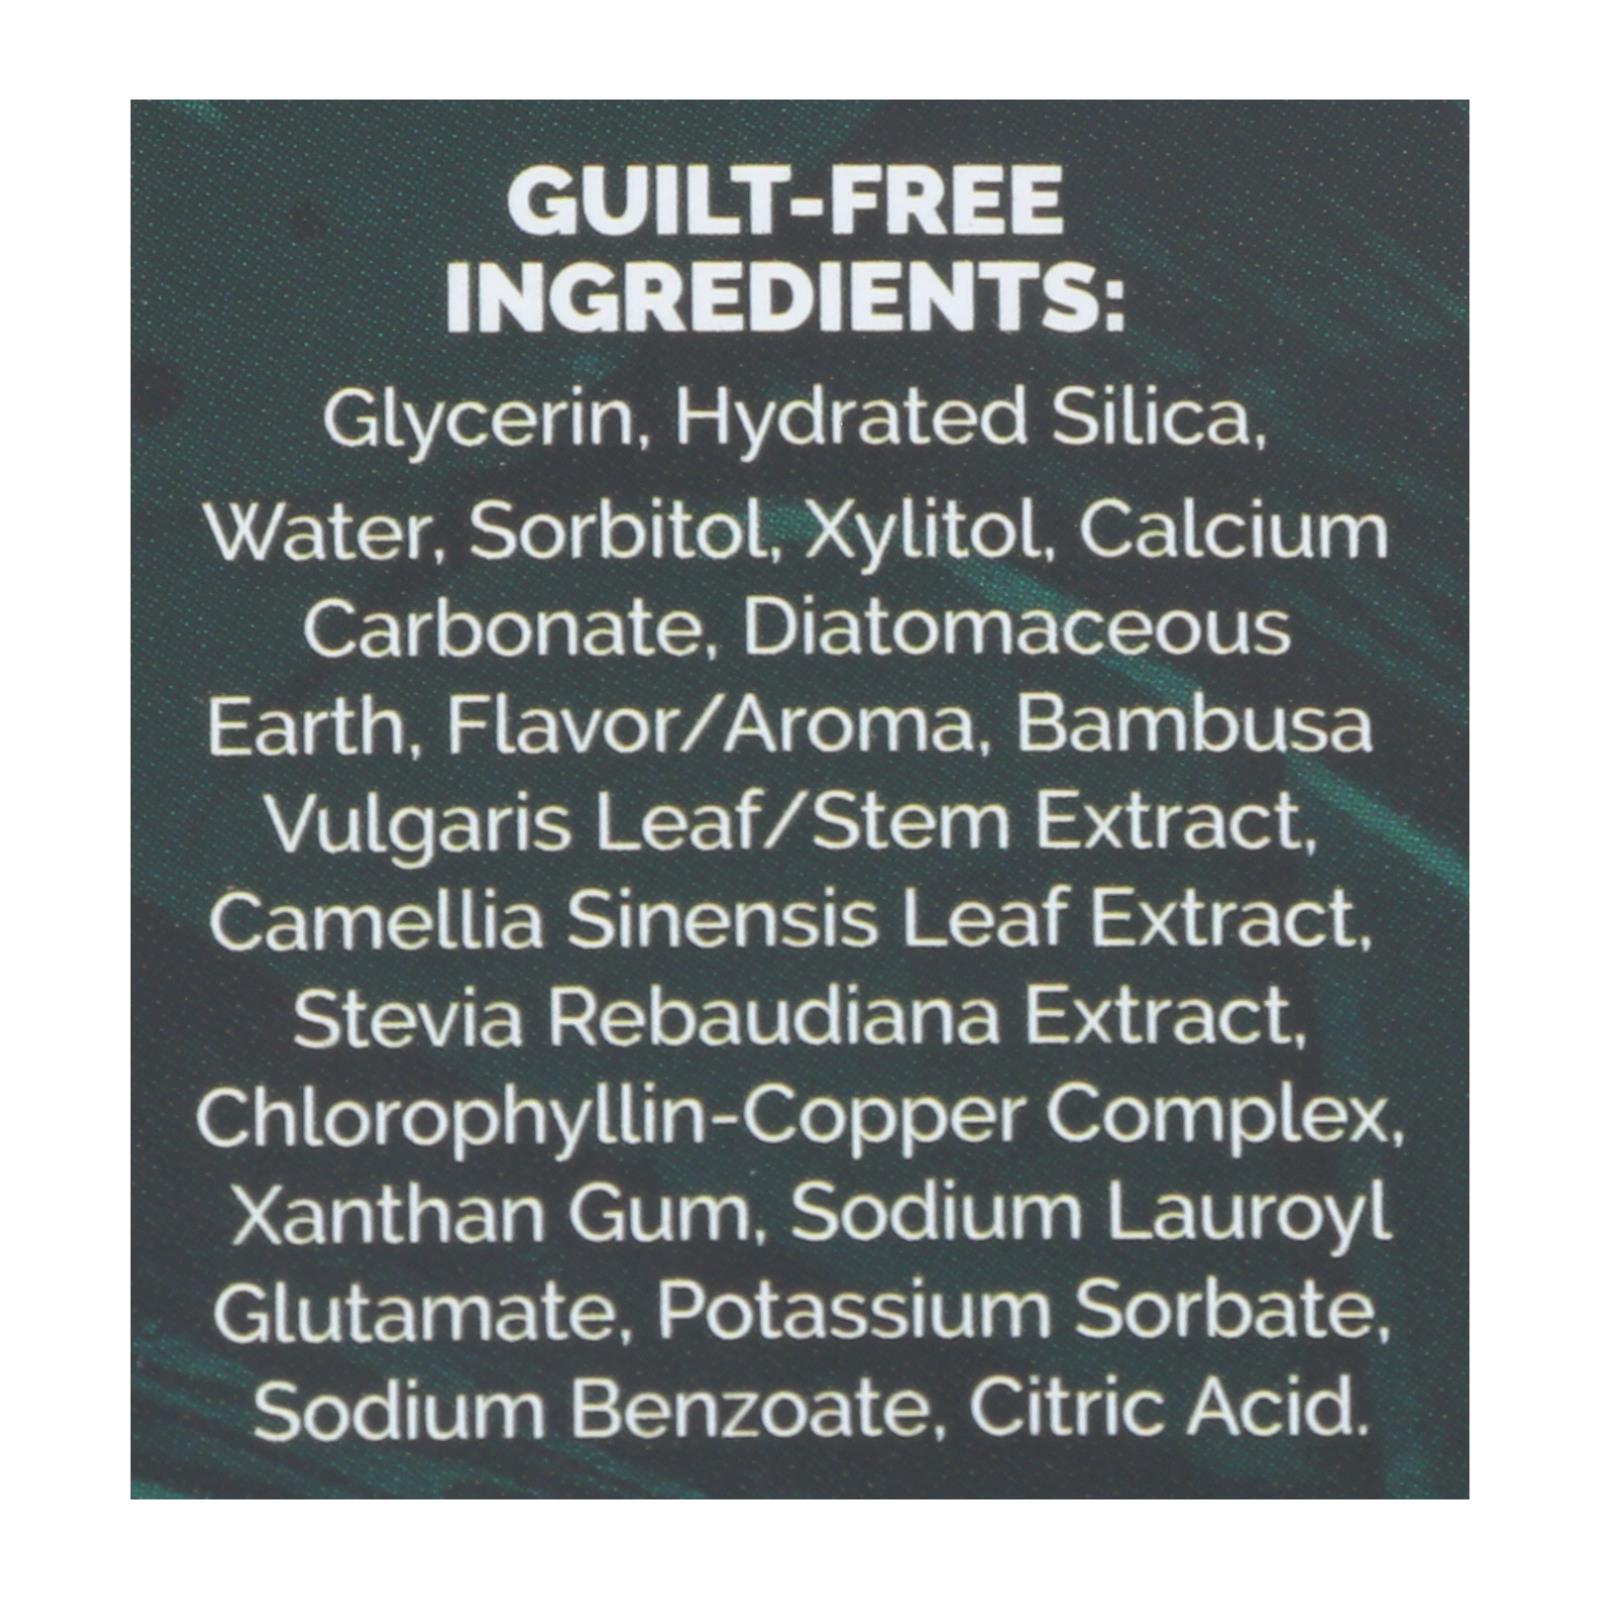 GUILT-FREE
INGREDIENTS:
Glycerin, Hydrated Silica,
Water, Sorbitol, Xylitol, Calcium
Carbonate, Diatomaceous
Earth, Flavor/Aroma, Bambusa
Vulgaris Leaf/Stem Extract,
Camellia Sinensis Leaf Extract,
Stevia Rebaudiana Extract,
Chlorophyllin-Copper Complex,
Xanthan Gum, Sodium Lauroyl
Glutamate, Potassium Sorbate,
Sodium Benzoate, Citric Acid.